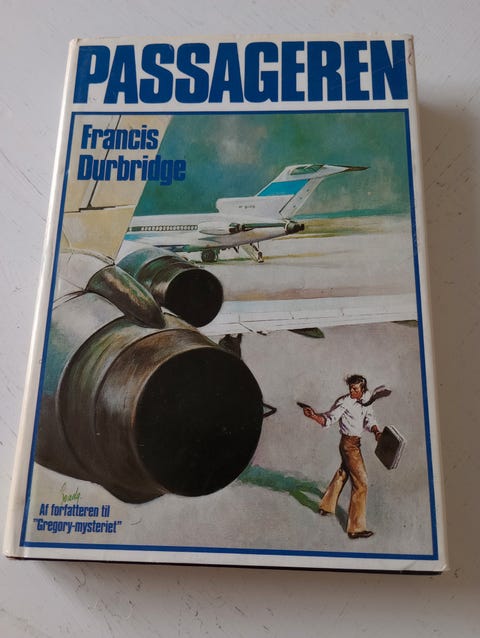 PASSAGEREN
Francis
Durbridge
Af forfatteren til
"Gregory-mysteriet"